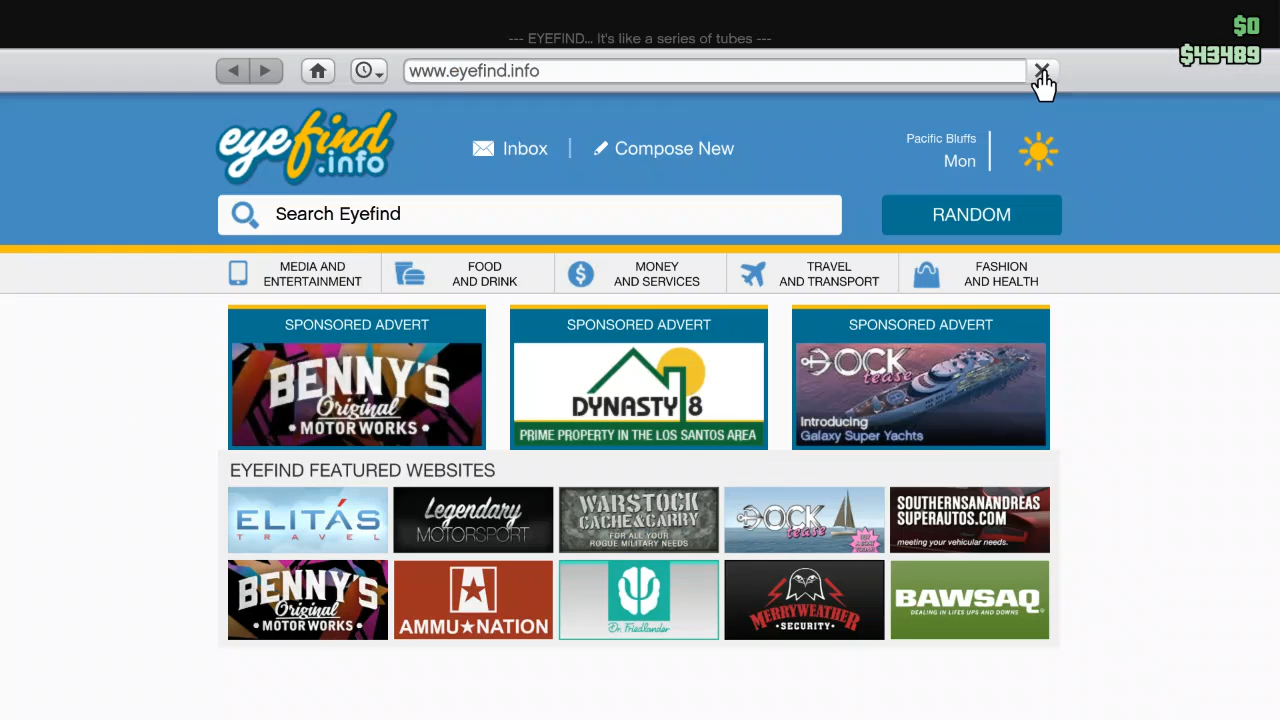 $0
--- EYEFIND... It's like a series of tubes ---
$43489
www.eyefind.info
eyefind
.info
Inbox
Compose New
Pacific Bluffs
Mon
Search Eyefind
RANDOM
MEDIA AND
ENTERTAINMENT
FOOD
AND DRINK
MONEY
AND SERVICES
TRAVEL
AND TRANSPORT
FASHION
AND HEALTH
SPONSORED ADVERT
BENNY'S
Original
• MOTOR WORKS •
SPONSORED ADVERT
DYNASTY 8
PRIME PROPERTY IN THE LOS SANTOS AREA
SPONSORED ADVERT
DOCK
tease
Introducing
Galaxy Super Yachts
EYEFIND FEATURED WEBSITES
ELITÁS
TRAVEL
Legendary
MOTORSPORT
WARSTOCK
CACHE & CARRY
FOR ALL YOUR
ROGUE MILITARY NEEDS
DOCK
tease
SOUTHERNSANANDREAS
SUPERAUTOS.COM
meeting your vehicular needs.
BENNY'S
Original
• MOTOR WORKS •
AMMU★NATION
Dr. Friedlander
MERRYWEATHER
• SECURITY •
BAWSAQ
DEALING IN LIFES UPS AND DOWNS